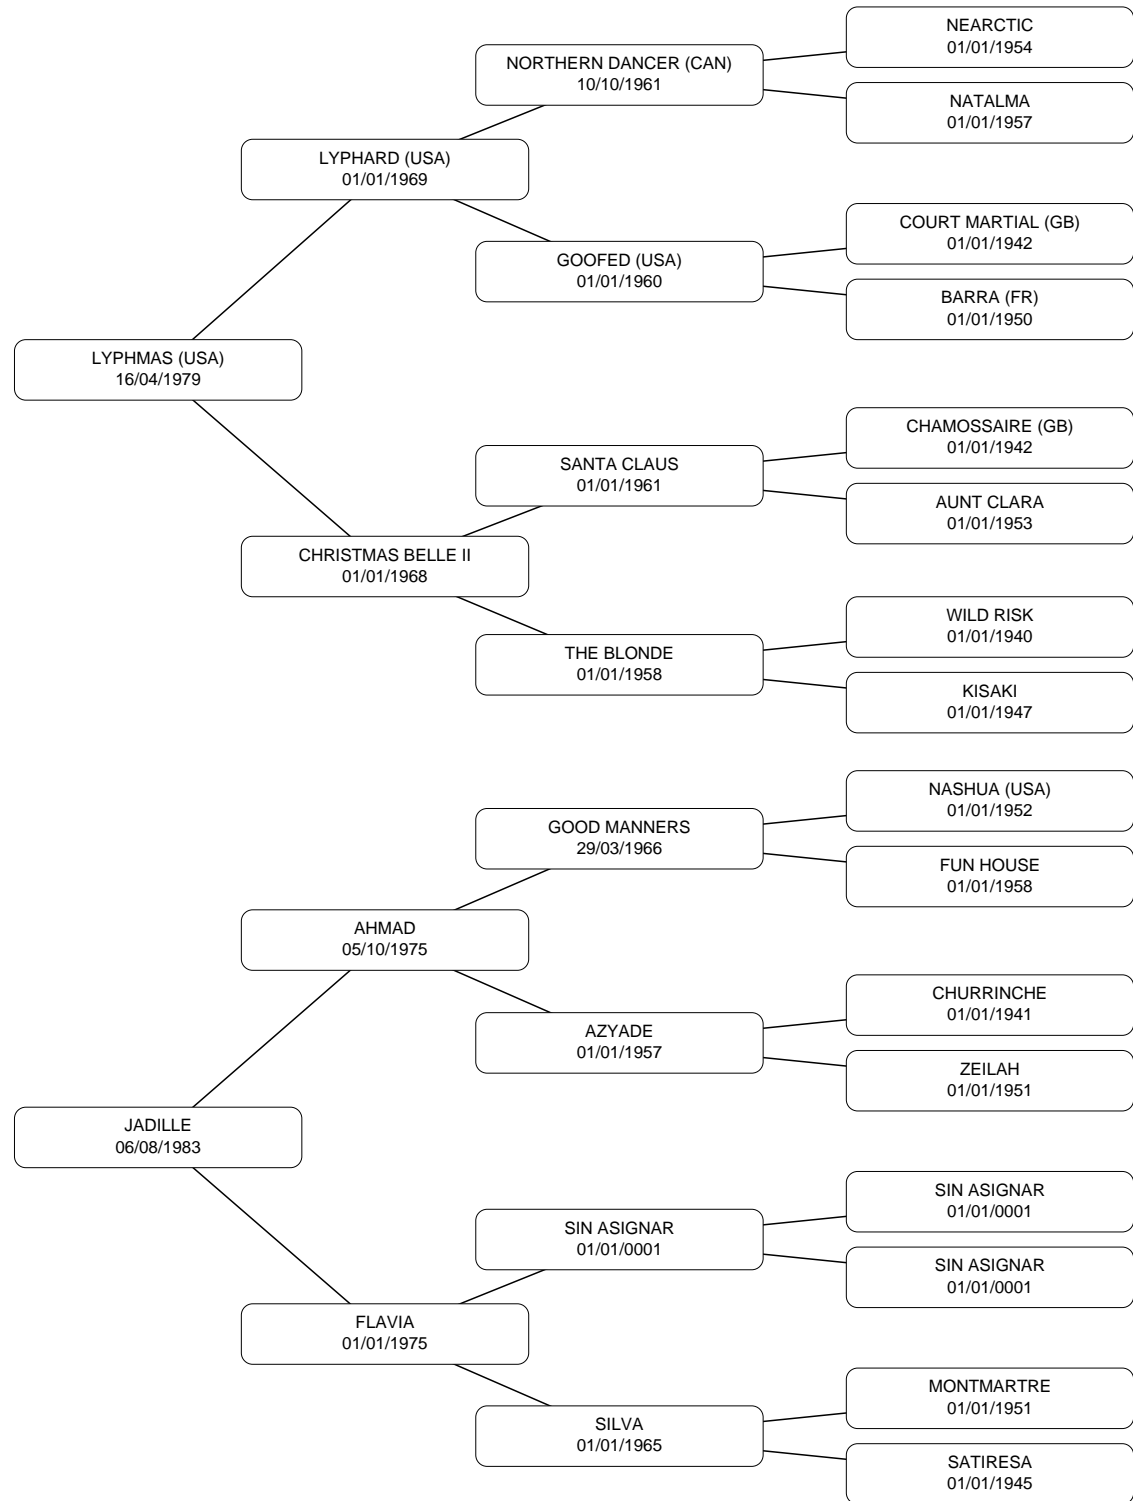 NEARCTIC
01/01/1954
NORTHERN DANCER (CAN)
10/10/1961
NATALMA
01/01/1957
LYPHARD (USA)
01/01/1969
COURT MARTIAL (GB)
01/01/1942
GOOFED (USA)
01/01/1960
BARRA (FR)
01/01/1950
LYPHMAS (USA)
16/04/1979
CHAMOSSAIRE (GB)
01/01/1942
SANTA CLAUS
01/01/1961
AUNT CLARA
01/01/1953
CHRISTMAS BELLE II
01/01/1968
WILD RISK
01/01/1940
THE BLONDE
01/01/1958
KISAKI
01/01/1947
NASHUA (USA)
01/01/1952
GOOD MANNERS
29/03/1966
FUN HOUSE
01/01/1958
AHMAD
05/10/1975
CHURRINCHE
01/01/1941
AZYADE
01/01/1957
ZEILAH
01/01/1951
JADILLE
06/08/1983
SIN ASIGNAR
01/01/0001
SIN ASIGNAR
01/01/0001
SIN ASIGNAR
01/01/0001
FLAVIA
01/01/1975
MONTMARTRE
01/01/1951
SILVA
01/01/1965
SATIRESA
01/01/1945